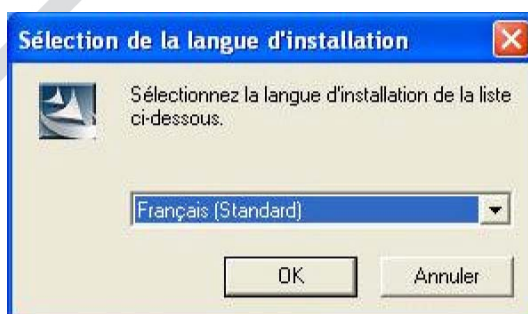 Sélection de la langue d'installation
Sélectionnez la langue d'installation de la liste
ci-dessous.
Français (Standard)
OK
Annuler